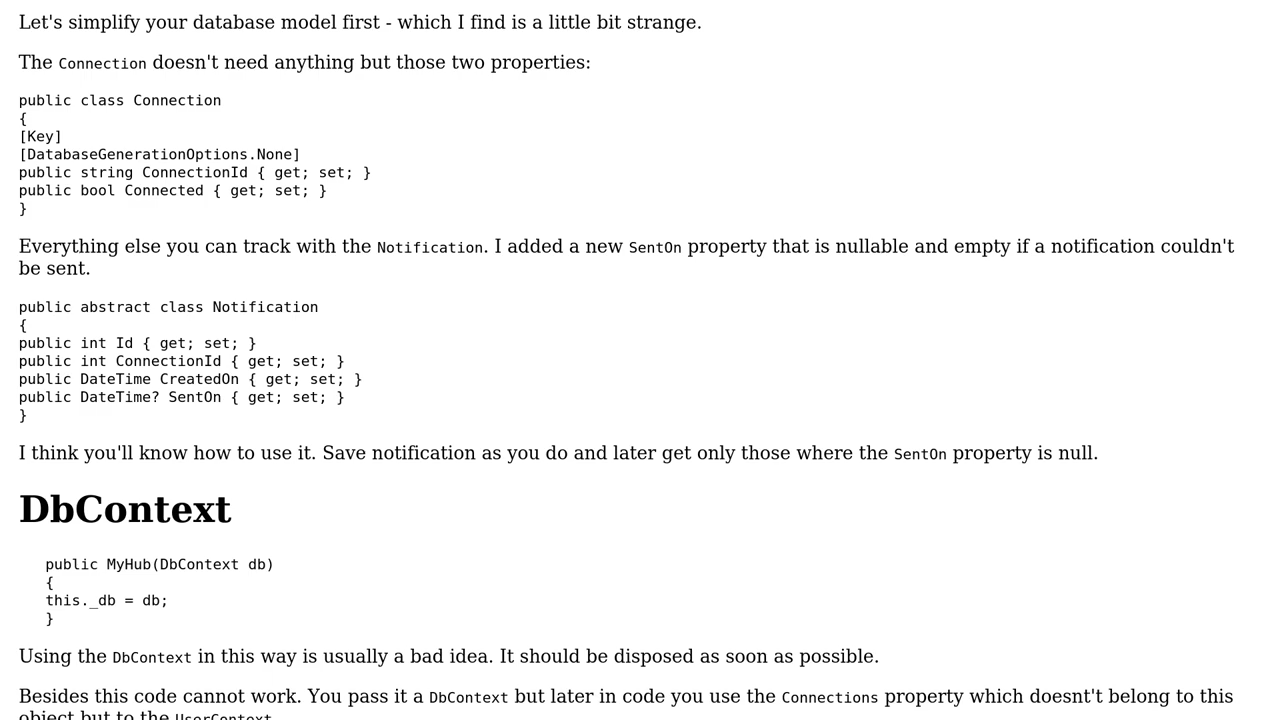 Let's simplify your database model first - which I find is a little bit strange.
The Connection doesn't need anything but those two properties:
public class Connection
{
[Key]
[DatabaseGenerationOptions.None]
public string ConnectionId { get; set; }
public bool Connected { get; set; }
}
Everything else you can track with the Notification. I added a new SentOn property that is nullable and empty if a notification couldn't
be sent.
public abstract class Notification
{
public int Id { get; set; }
public int ConnectionId { get; set; }
public DateTime CreatedOn { get; set; }
public DateTime? SentOn { get; set; }
}
I think you'll know how to use it. Save notification as you do and later get only those where the SentOn property is null.
DbContext
public MyHub(DbContext db)
{
this._db = db;
}
Using the DbContext in this way is usually a bad idea. It should be disposed as soon as possible.
Besides this code cannot work. You pass it a DbContext but later in code you use the Connections property which doesnt't belong to this
object but to the UserContext.